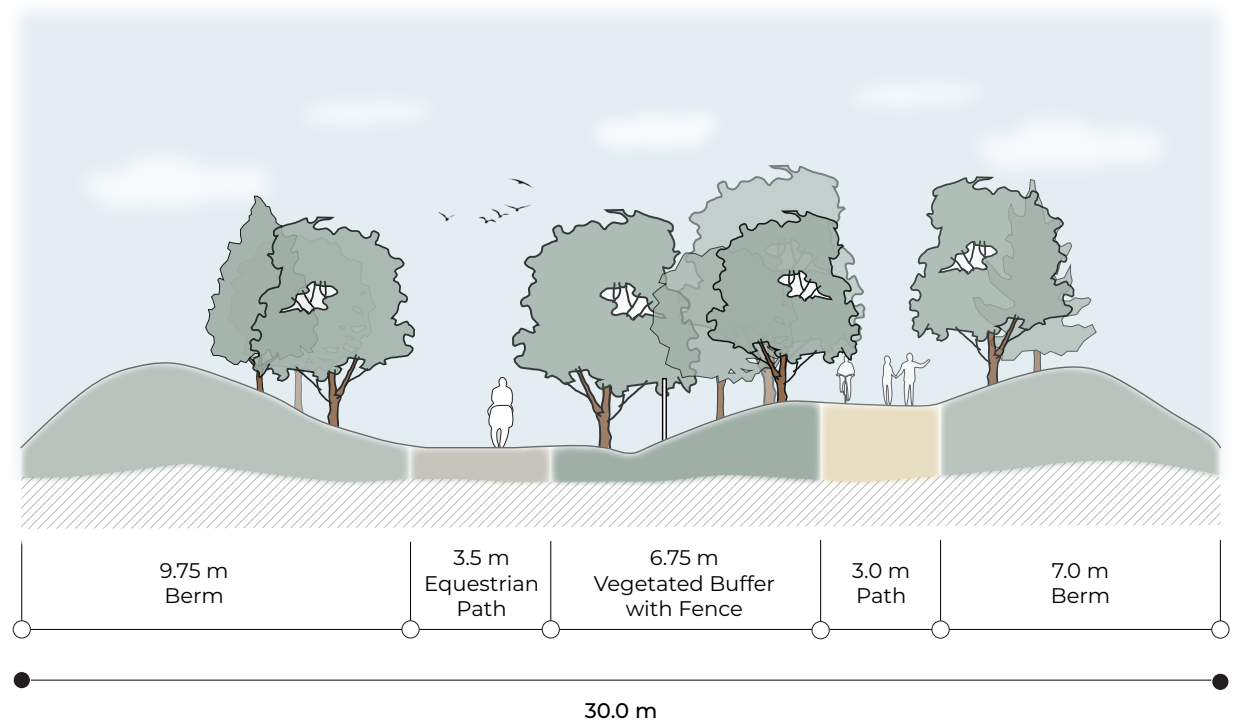 9.75 m
Berm
3.5 m
Equestrian
Path
6.75 m
Vegetated Buffer
with Fence
3.0 m
Path
7.0 m
Berm
30.0 m